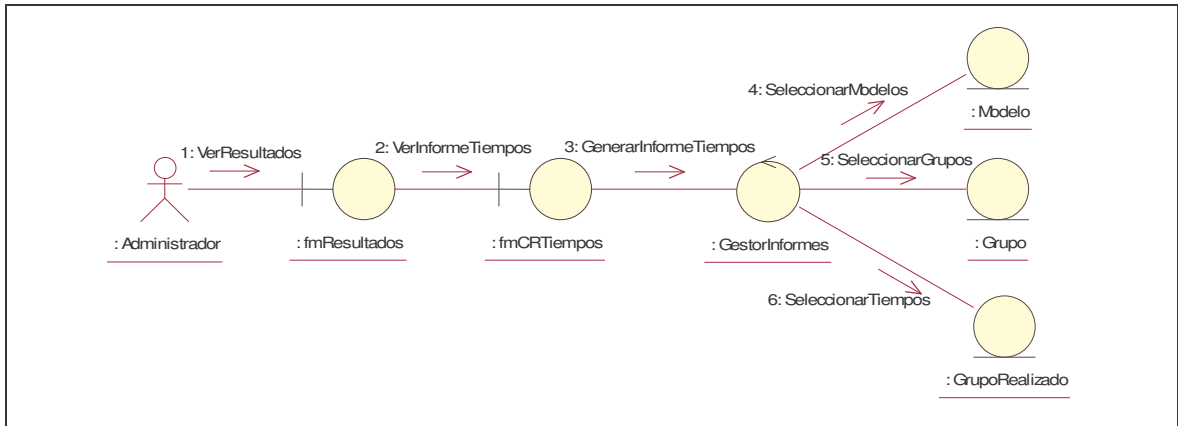 4: SeleccionarModelos
: Modelo
1: VerResultados
2: VerInformeTiempos
3: GenerarInformeTiempos
5: SeleccionarGrupos
: Administrador
: fmResultados
: fmCRTiempos
: GestorInformes
: Grupo
6: SeleccionarTiempos
: GrupoRealizado